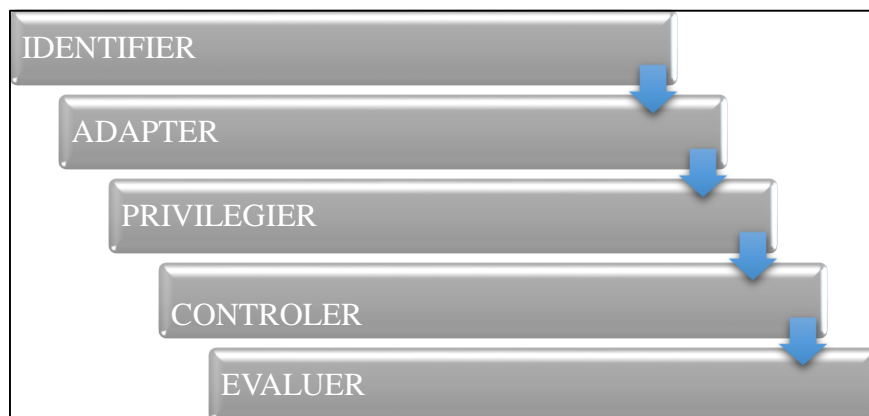 IDENTIFIER
ADAPTER
PRIVILEGIER
CONTROLER
EVALUER